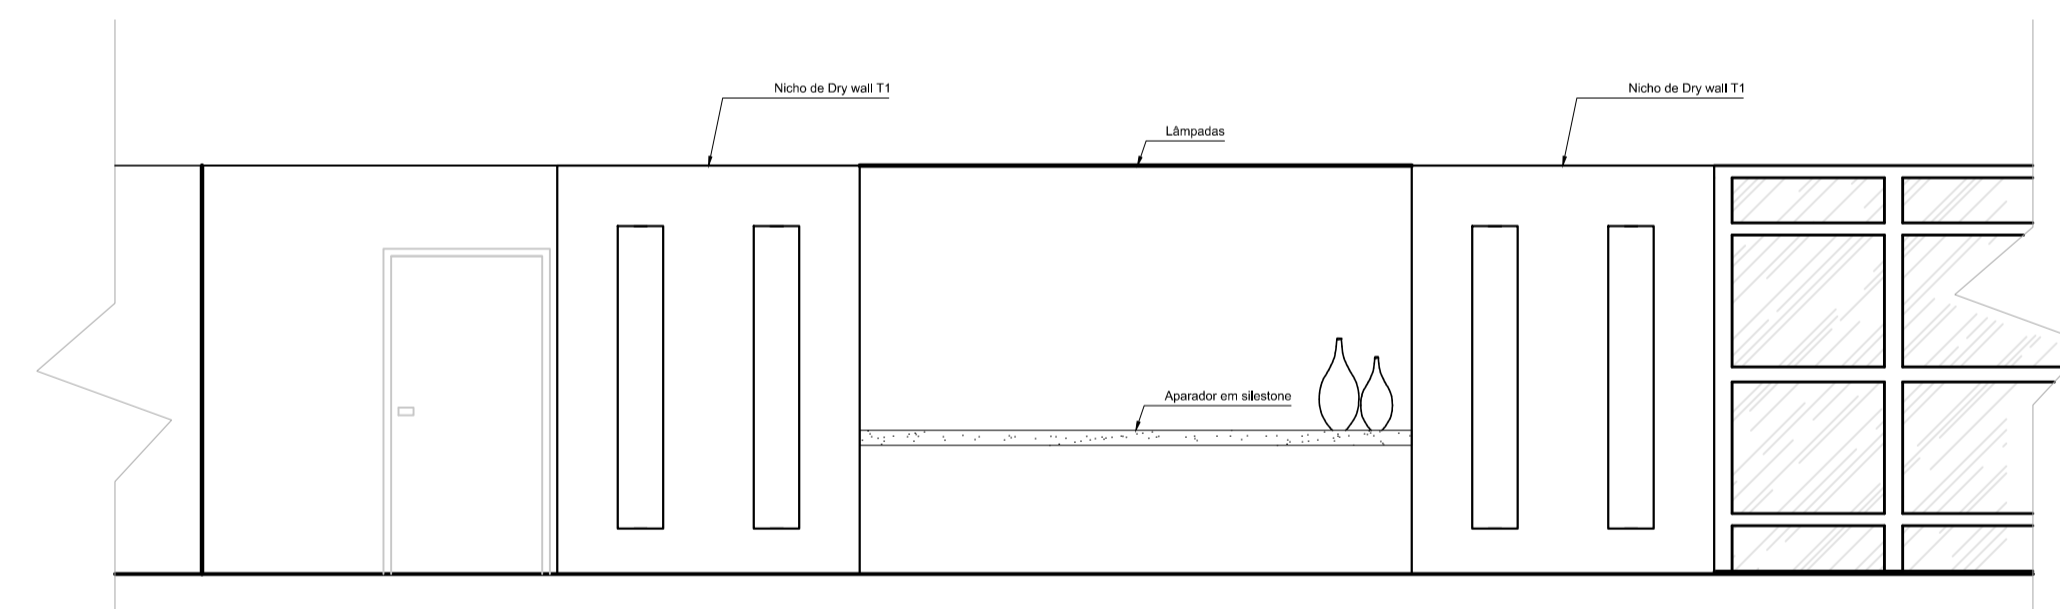 Nicho de Dry wall T1
Nicho de Dry wall T1
Lâmpadas
Aparador em silestone